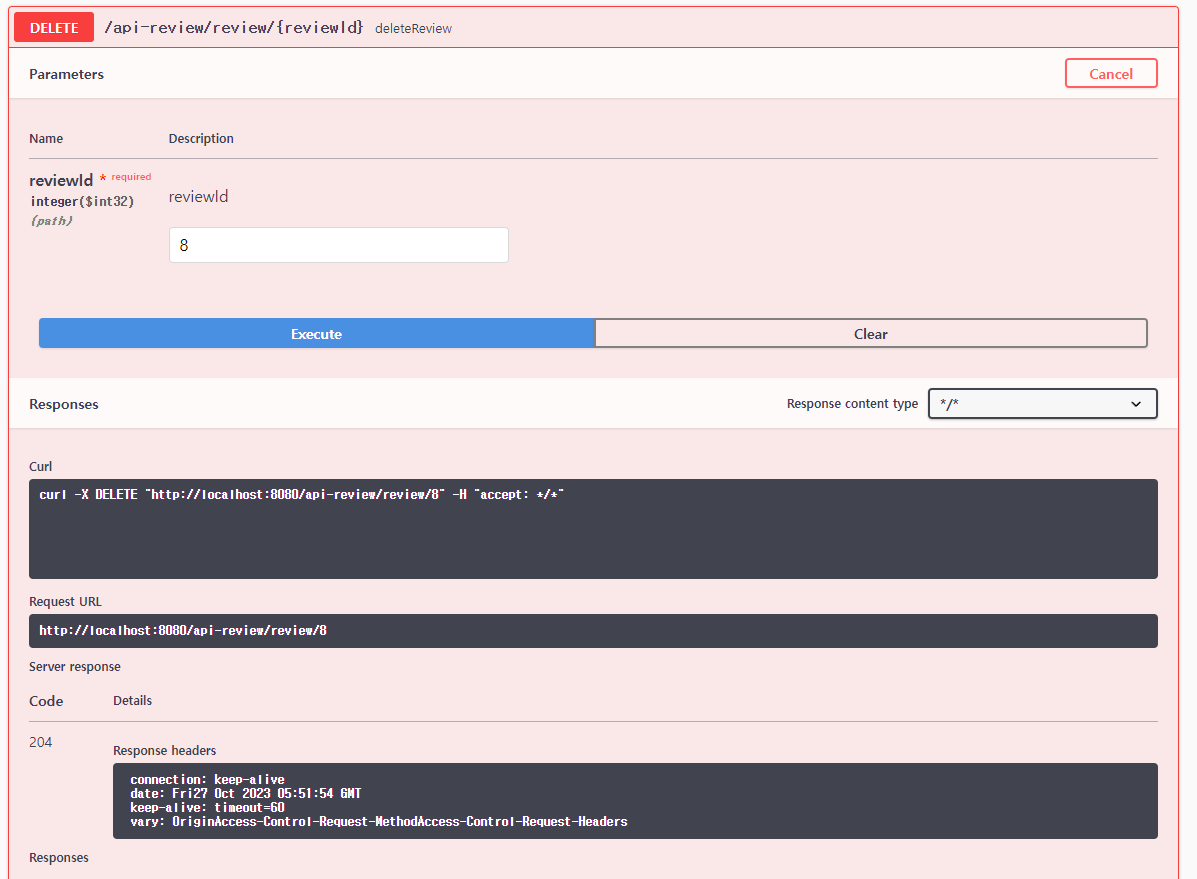 DELETE /api-review/review/{reviewId} deleteReview
Parameters Cancel
Name Description
reviewId * required
integer($int32)
(path)
reviewId
8
Execute Clear
Responses Response content type */*
Curl
curl -X DELETE "http://localhost:8080/api-review/review/8" -H "accept: */*"
Request URL
http://localhost:8080/api-review/review/8
Server response
Code Details
204
Response headers
connection: keep-alive
date: Fri27 Oct 2023 05:51:54 GMT
keep-alive: timeout=60
vary: OriginAccess-Control-Request-MethodAccess-Control-Request-Headers
Responses